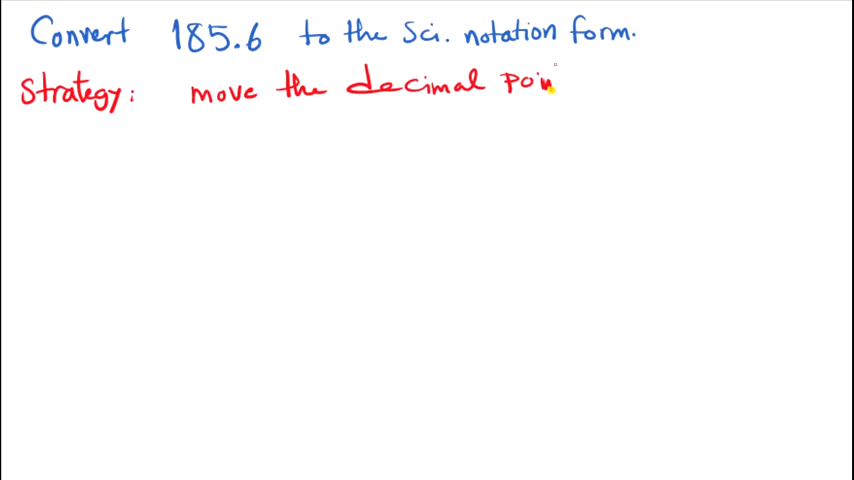 Convert 185.6 to the Sci. notation form.
Strategy: move the decimal poin